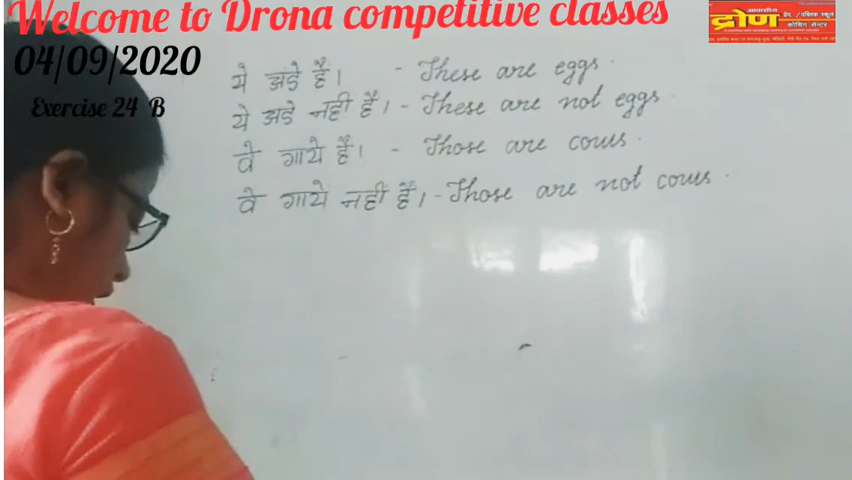 Welcome to Drona competitive classes
04/09/2020
Exercise 24 B
द्रोण
ये अंडे हैं। - These are eggs.
ये अडे नहीं हैं। - These are not eggs.
वे गाये हैं। - Those are cows.
वे गाये नहीं हैं। - Those are not cows.